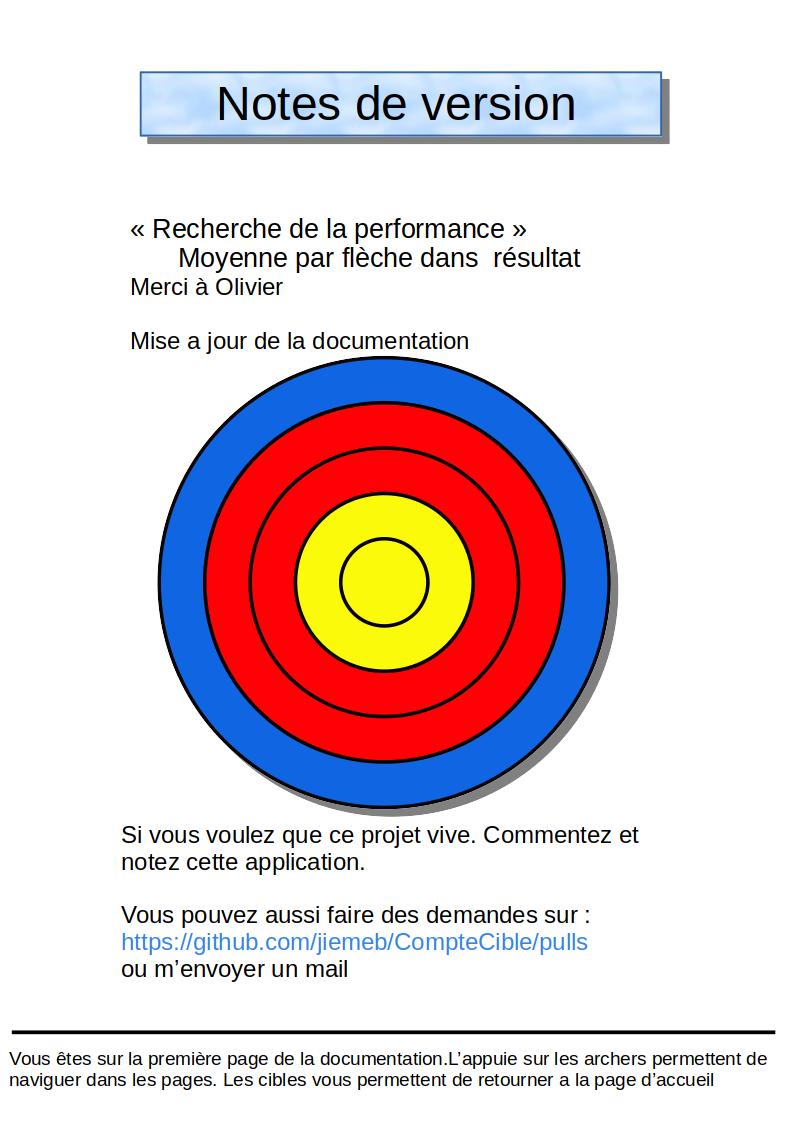 Notes de version
« Recherche de la performance »
Moyenne par flèche dans  résultat
Merci à Olivier
Mise a jour de la documentation
Si vous voulez que ce projet vive. Commentez et
notez cette application.
Vous pouvez aussi faire des demandes sur :
https://github.com/jiemeb/CompteCible/pulls
ou m’envoyer un mail
Vous êtes sur la première page de la documentation.L’appuie sur les archers permettent de
naviguer dans les pages. Les cibles vous permettent de retourner a la page d’accueil